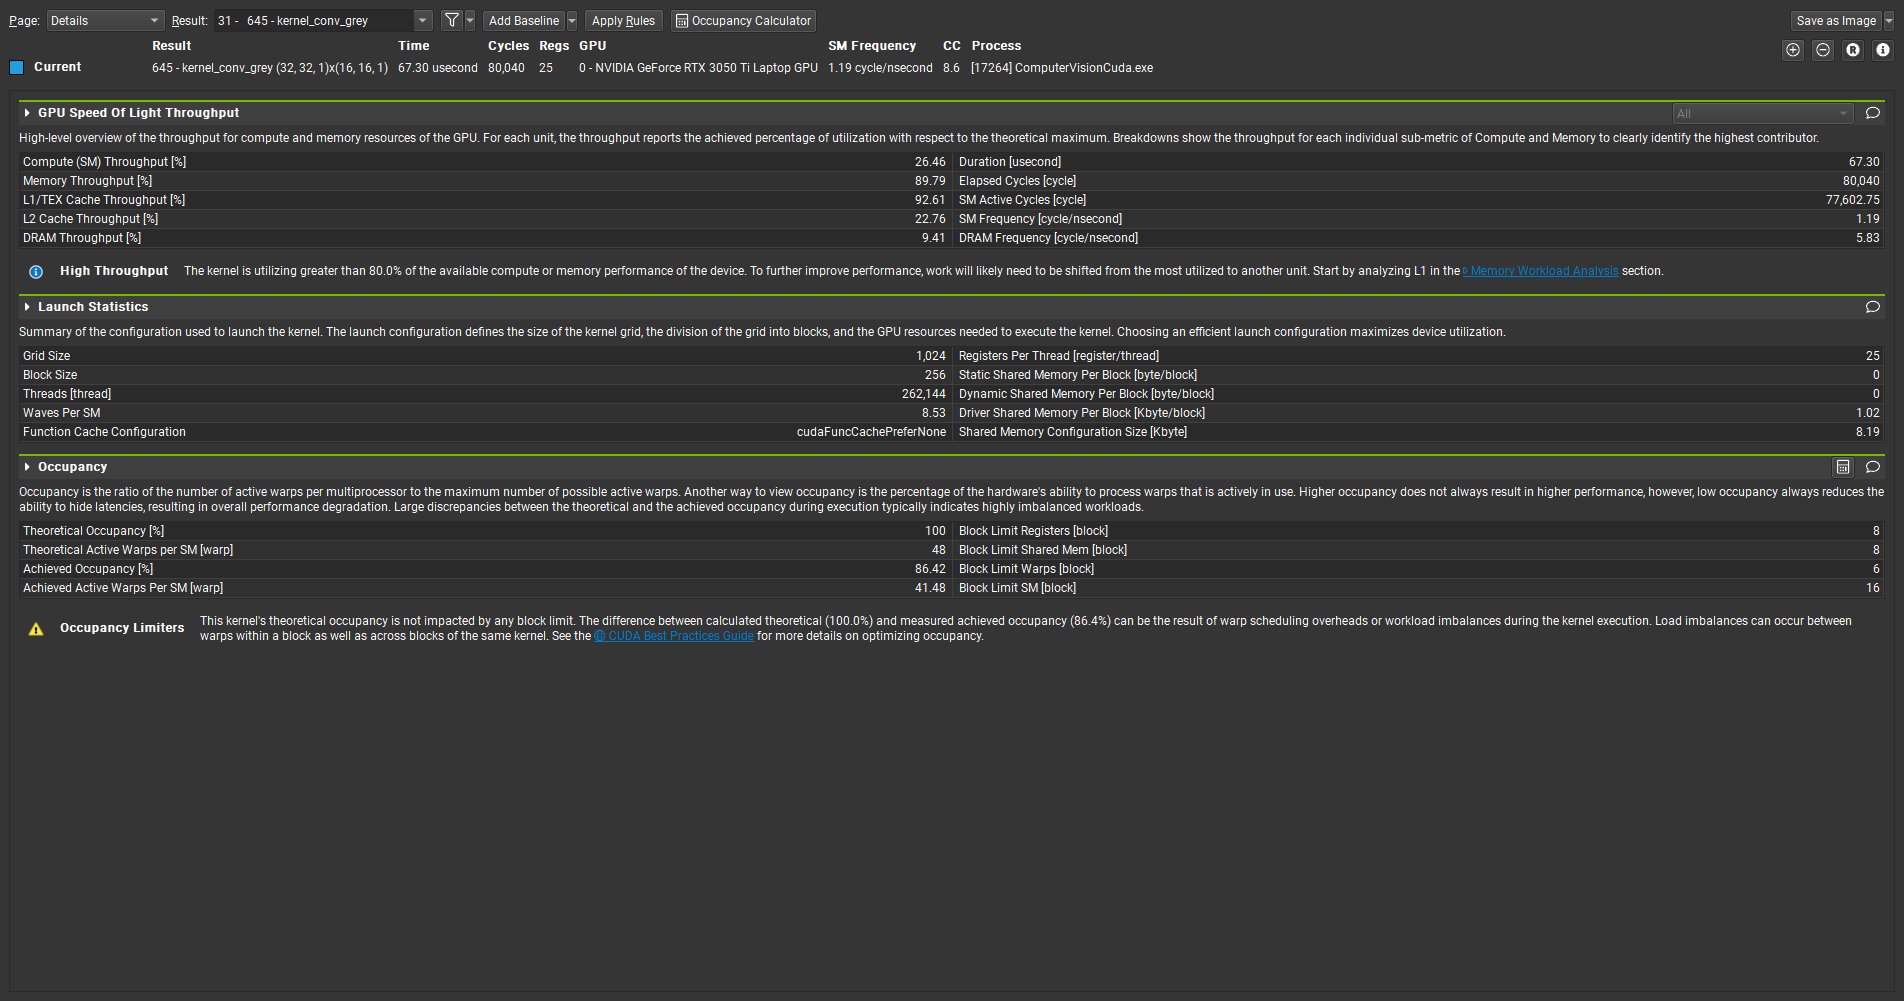 Page: Details Result: 31 - 645 - kernel_conv_grey Add Baseline Apply Rules Occupancy Calculator Save as Image
Result Time Cycles Regs GPU SM Frequency CC Process
Current 645 - kernel_conv_grey (32, 32, 1)x(16, 16, 1) 67.30 usecond 80,040 25 0 - NVIDIA GeForce RTX 3050 Ti Laptop GPU 1.19 cycle/nsecond 8.6 [17264] ComputerVisionCuda.exe
GPU Speed Of Light Throughput All
High-level overview of the throughput for compute and memory resources of the GPU. For each unit, the throughput reports the achieved percentage of utilization with respect to the theoretical maximum. Breakdowns show the throughput for each individual sub-metric of Compute and Memory to clearly identify the highest contributor.
Compute (SM) Throughput [%] 26.46 Duration [usecond] 67.30
Memory Throughput [%] 89.79 Elapsed Cycles [cycle] 80,040
L1/TEX Cache Throughput [%] 92.61 SM Active Cycles [cycle] 77,602.75
L2 Cache Throughput [%] 22.76 SM Frequency [cycle/nsecond] 1.19
DRAM Throughput [%] 9.41 DRAM Frequency [cycle/nsecond] 5.83
High Throughput The kernel is utilizing greater than 80.0% of the available compute or memory performance of the device. To further improve performance, work will likely need to be shifted from the most utilized to another unit. Start by analyzing L1 in the Memory Workload Analysis section.
Launch Statistics
Summary of the configuration used to launch the kernel. The launch configuration defines the size of the kernel grid, the division of the grid into blocks, and the GPU resources needed to execute the kernel. Choosing an efficient launch configuration maximizes device utilization.
Grid Size 1,024 Registers Per Thread [register/thread] 25
Block Size 256 Static Shared Memory Per Block [byte/block] 0
Threads [thread] 262,144 Dynamic Shared Memory Per Block [byte/block] 0
Waves Per SM 8.53 Driver Shared Memory Per Block [Kbyte/block] 1.02
Function Cache Configuration cudaFuncCachePreferNone Shared Memory Configuration Size [Kbyte] 8.19
Occupancy
Occupancy is the ratio of the number of active warps per multiprocessor to the maximum number of possible active warps. Another way to view occupancy is the percentage of the hardware's ability to process warps that is actively in use. Higher occupancy does not always result in higher performance, however, low occupancy always reduces the
ability to hide latencies, resulting in overall performance degradation. Large discrepancies between the theoretical and the achieved occupancy during execution typically indicates highly imbalanced workloads.
Theoretical Occupancy [%] 100 Block Limit Registers [block] 8
Theoretical Active Warps per SM [warp] 48 Block Limit Shared Mem [block] 8
Achieved Occupancy [%] 86.42 Block Limit Warps [block] 6
Achieved Active Warps Per SM [warp] 41.48 Block Limit SM [block] 16
Occupancy Limiters This kernel's theoretical occupancy is not impacted by any block limit. The difference between calculated theoretical (100.0%) and measured achieved occupancy (86.4%) can be the result of warp scheduling overheads or workload imbalances during the kernel execution. Load imbalances can occur between
warps within a block as well as across blocks of the same kernel. See the CUDA Best Practices Guide for more details on optimizing occupancy.